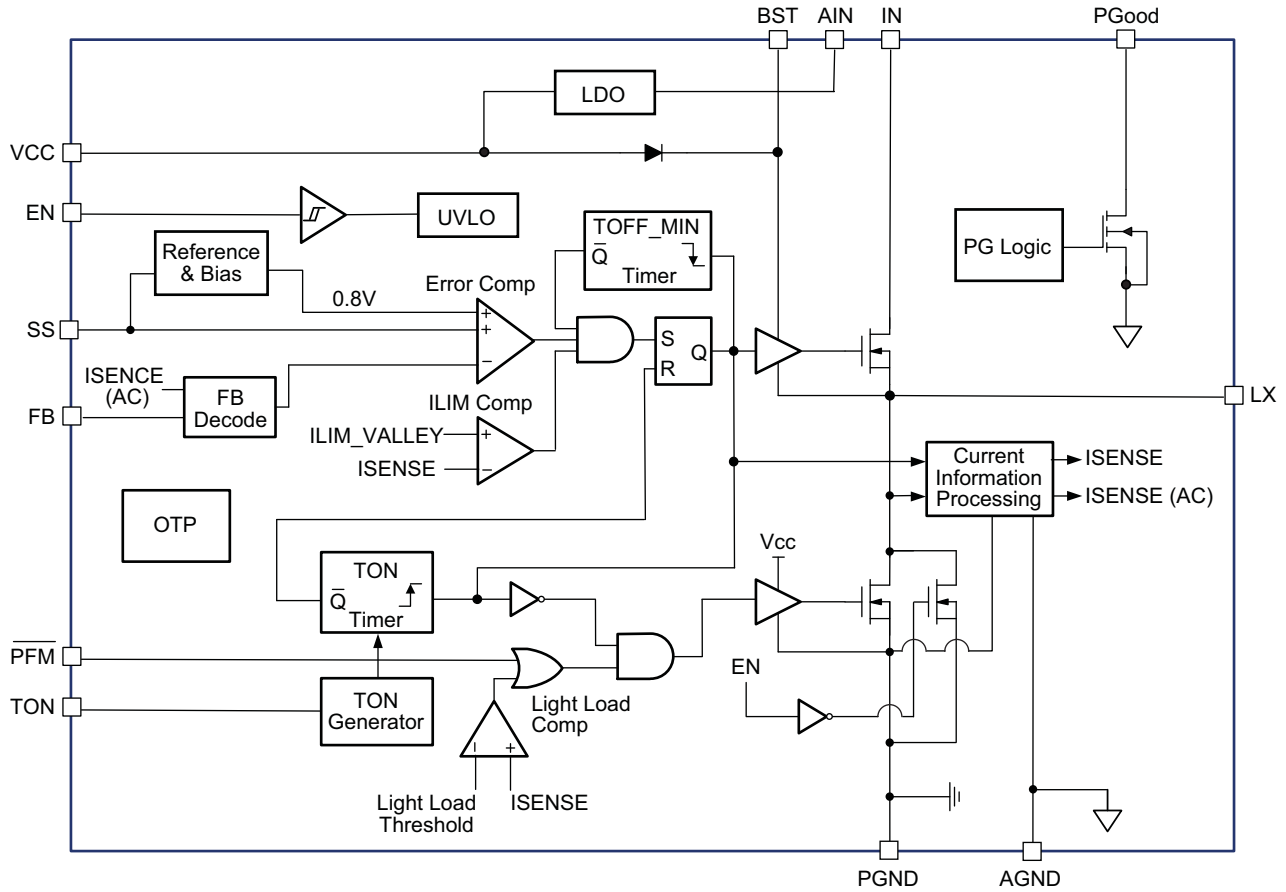 BST
AIN
IN
PGood
LDO
VCC
EN
UVLO
TOFF_MIN
Q̅
Timer
Reference
& Bias
PG Logic
Error Comp
0.8V
+
+
−
SS
S
R
Q
ISENCE
(AC)
FB
Decode
FB
LX
ILIM Comp
ILIM_VALLEY
+
ISENSE
−
Current
Information
Processing
ISENSE
ISENSE (AC)
OTP
Vcc
TON
Q̅
Timer
P̅F̅M̅
EN
TON
TON
Generator
Light Load
Comp
−
+
Light Load
Threshold
ISENSE
PGND
AGND